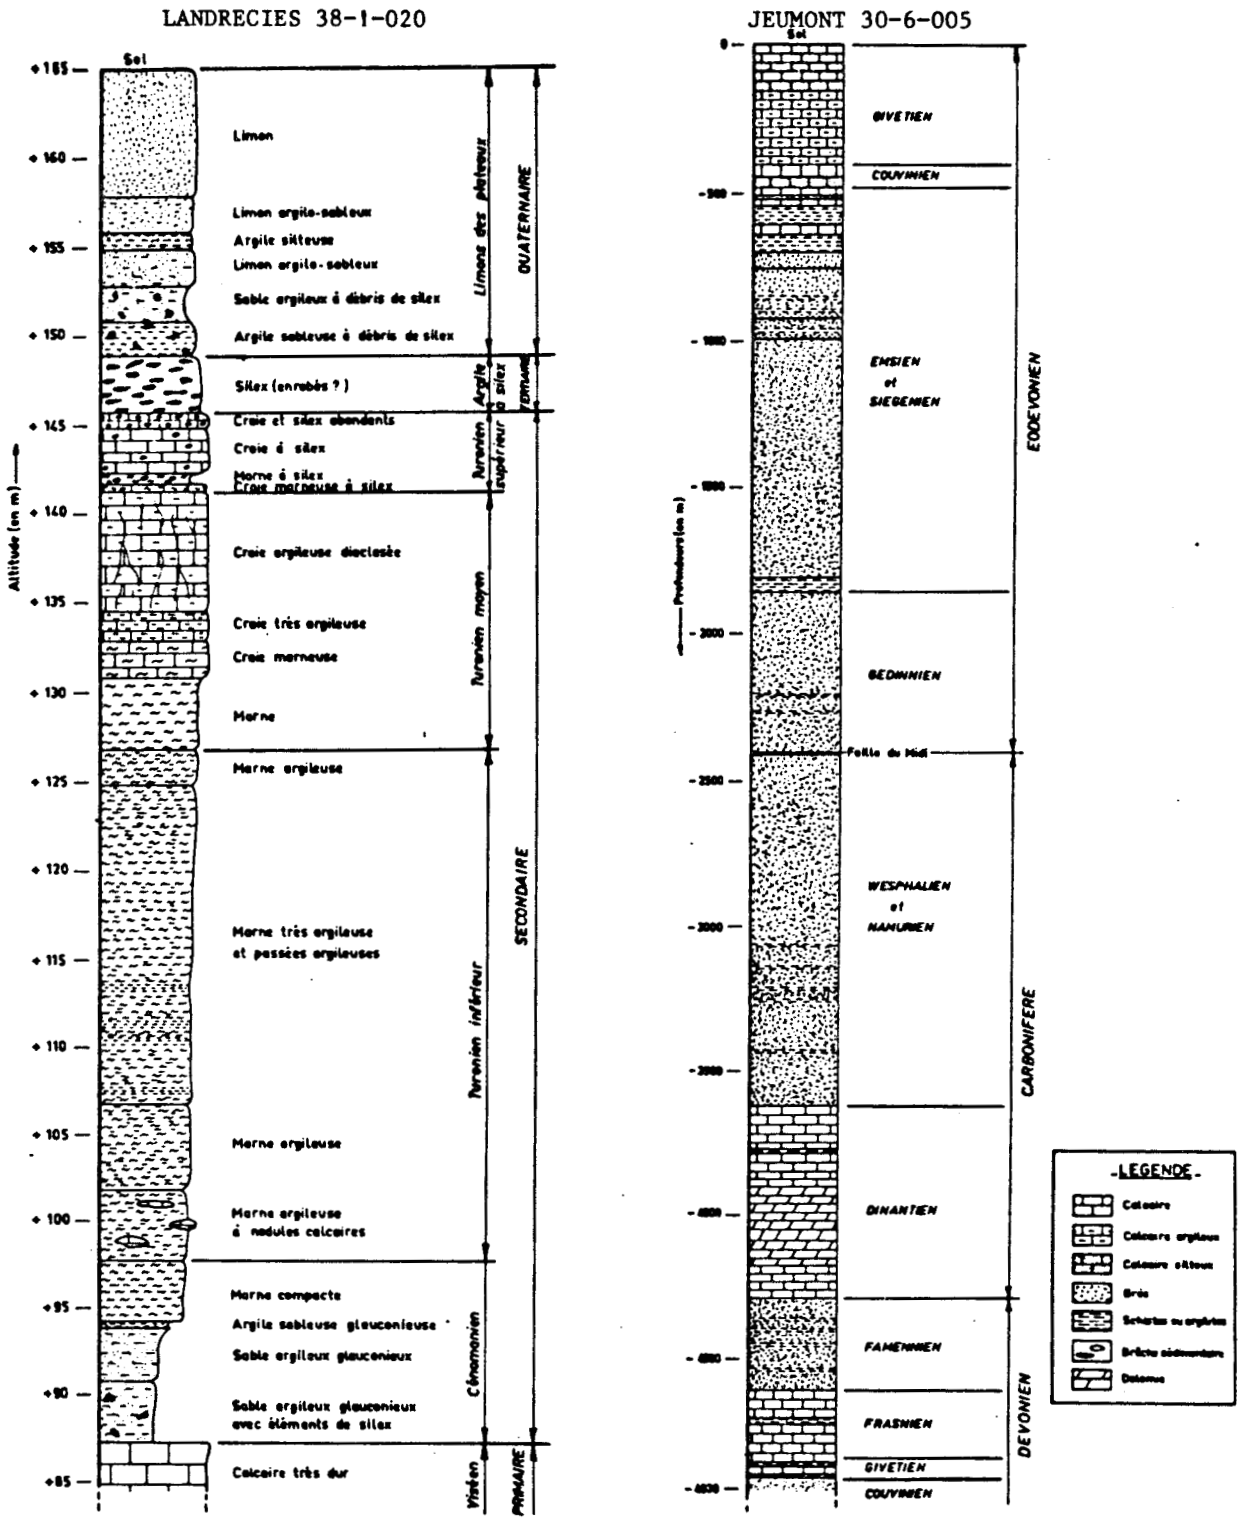 LANDRECIES 38-1-020
Sol
Altitude (en m)
+ 165
+ 160
+ 155
+ 150
+ 145
+ 140
+ 135
+ 130
+ 125
+ 120
+ 115
+ 110
+ 105
+ 100
+95
+90
+85
Limon
Limon argilo-sableux
Argile silteuse
Limon argilo-sableux
Sable argileux à débris de silex
Argile sableuse à débris de silex
Silex (enrobés ?)
Craie et silex abondants
Craie à silex
Marne à silex
Craie marneuse à silex
Craie argileuse diaclasée
Craie très argileuse
Craie marneuse
Marne
Marne argileuse
Marne très argileuse
et passées argileuses
Marne argileuse
Marne argileuse
à nodules calcaires
Marne compacte
Argile sableuse glauconieuse
Sable argileux glauconieux
Sable argileux glauconieux
avec éléments de silex
Calcaire très dur
Limons des plateaux
Argile
à silex
Turonien
supérieur
Turonien moyen
Turonien inférieur
Cénomanien
Viséen
QUATERNAIRE
TERTIAIRE
SECONDAIRE
PRIMAIRE
JEUMONT 30-6-005
Sol
Profondeurs (en m)
0
- 500
- 1000
- 1500
- 2000
- 2500
- 3000
- 3500
- 4000
GIVETIEN
COUVINIEN
EMSIEN
et
SIEGENIEN
GEDINNIEN
Faille du Midi
WESPHALIEN
et
NAMURIEN
DINANTIEN
FAMENNIEN
FRASNIEN
GIVETIEN
COUVINIEN
EODEVONIEN
CARBONIFERE
DEVONIEN
- LEGENDE -
Calcaire
Calcaire argileux
Calcaire silteux
Grès
Schistes ou argilites
Brèche sédimentaire
Dolomie